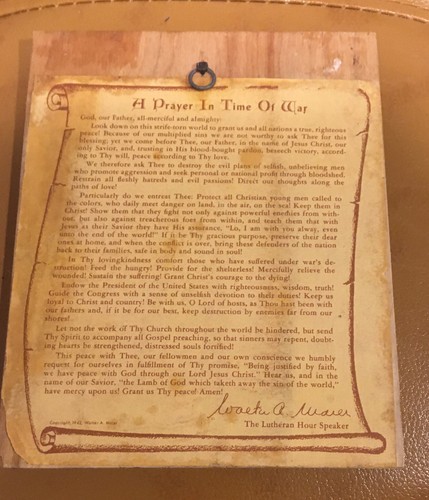 A Prayer In Time Of War
God, our Father, all-merciful and almighty:
Look down on this strife-torn world to grant us and all nations a true, righteous
peace! Because of our multiplied sins we are not worthy to ask Thee for this
blessing; yet we come before Thee, our Father, in the name of Jesus Christ, our
only Savior, and, trusting in His blood-bought pardon, beseech victory, accord-
ing to Thy will, peace according to Thy love.
We therefore ask Thee to destroy the evil plans of selfish, unbelieving men
who promote aggression and seek personal or national profit through bloodshed.
Restrain all fleshly hatreds and evil passions! Direct our thoughts along the
paths of love!
Particularly do we entreat Thee: Protect all Christian young men called to
the colors, who daily meet danger on land, in the air, on the sea! Keep them in
Christ! Show them that they fight not only against powerful enemies from with-
out, but also against treacherous foes from within, and teach them that with
Jesus as their Savior they have His assurance, "Lo, I am with you alway, even
unto the end of the world!" If it be Thy gracious purpose, preserve their dear
ones at home, and when the conflict is over, bring these defenders of the nation
back to their families, safe in body and sound in soul!
In Thy lovingkindness comfort those who have suffered under war's de-
struction! Feed the hungry! Provide for the shelterless! Mercifully relieve the
wounded! Sustain the suffering! Grant Christ's courage to the dying!
Endow the President of the United States with righteousness, wisdom, truth!
Guide the Congress with a sense of unselfish devotion to their duties! Keep us
loyal to Christ and country! Be with us, O Lord of hosts, as Thou hast been with
our fathers and, if it be for our best, keep destruction by enemies far from our
shores!
Let not the work of Thy Church throughout the world be hindered, but send
Thy Spirit to accompany all Gospel preaching, so that sinners may repent, doubt-
ing hearts be strengthened, distressed souls fortified!
This peace with Thee, our fellowmen and our own conscience we humbly
request for ourselves in fulfillment of Thy promise, "Being justified by faith,
we have peace with God through our Lord Jesus Christ." Hear us, and in the
name of our Savior, "the Lamb of God which taketh away the sin of the world,"
have mercy upon us! Grant us Thy peace! Amen!
Walter A. Maier
The Lutheran Hour Speaker
Copyright 1942, Walter A. Maier